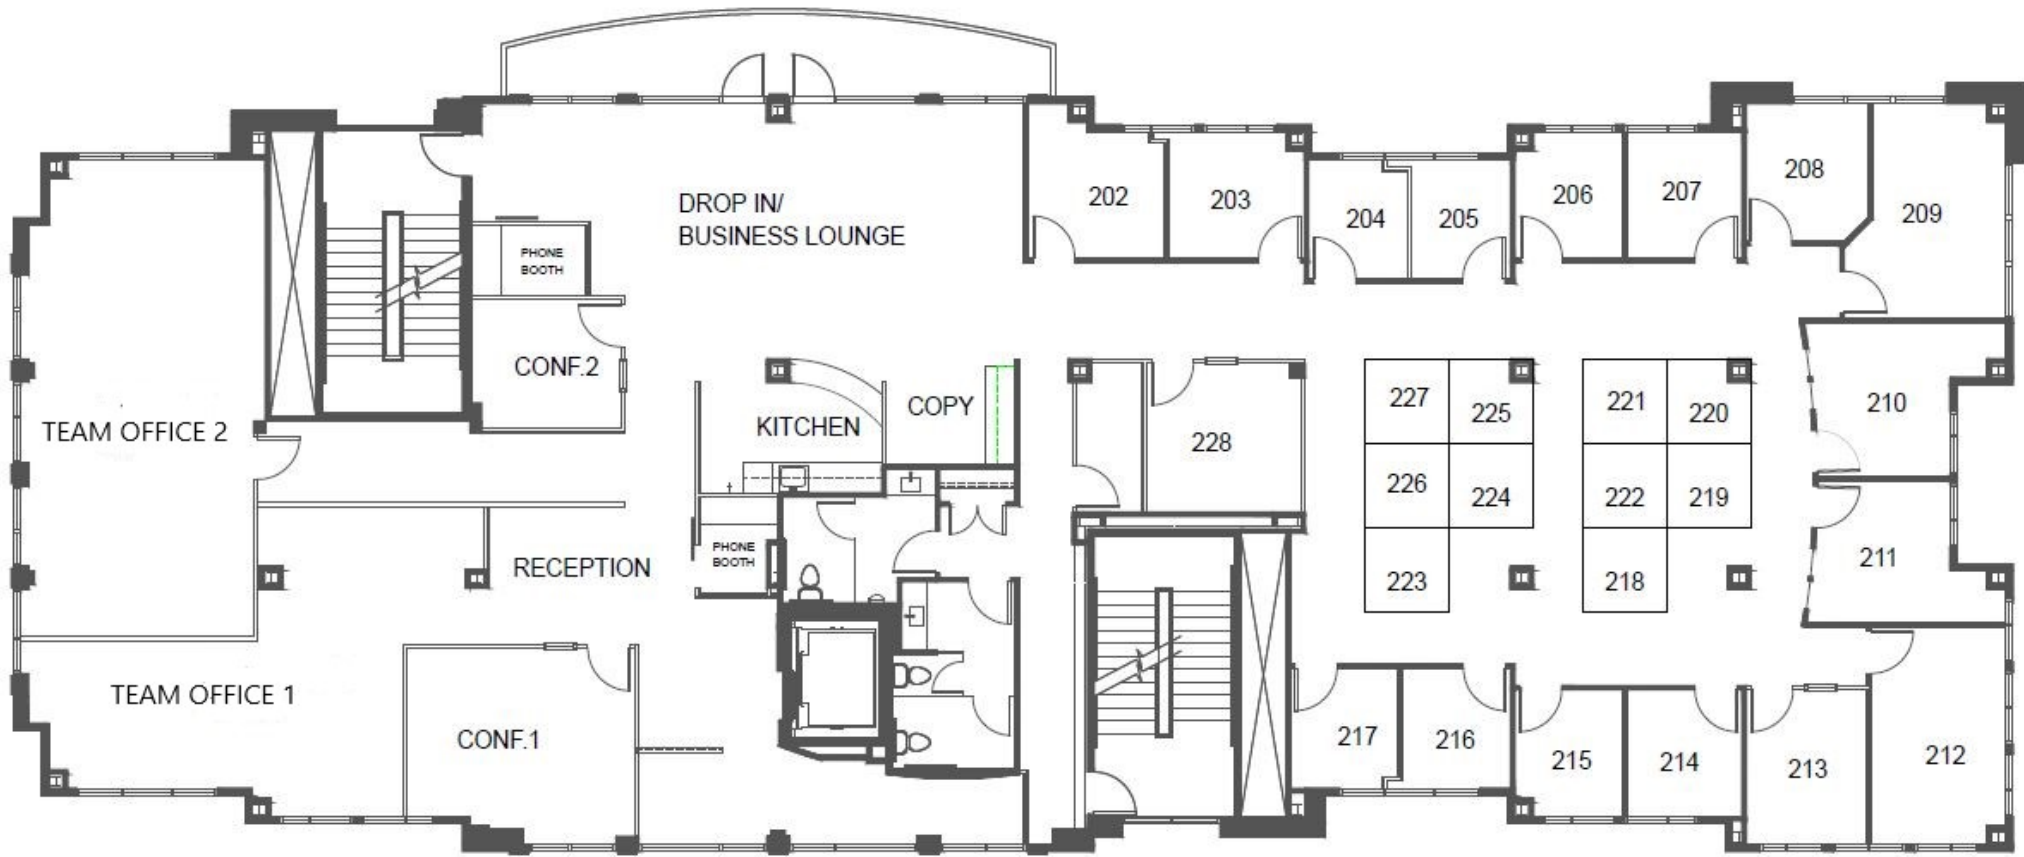 DROP IN/
BUSINESS LOUNGE
202
203
204
205
206
207
208
209
PHONE
BOOTH
CONF.2
TEAM OFFICE 2
KITCHEN
COPY
228
227
225
221
220
210
226
224
222
219
RECEPTION
PHONE
BOOTH
223
218
211
TEAM OFFICE 1
CONF.1
217
216
215
214
213
212